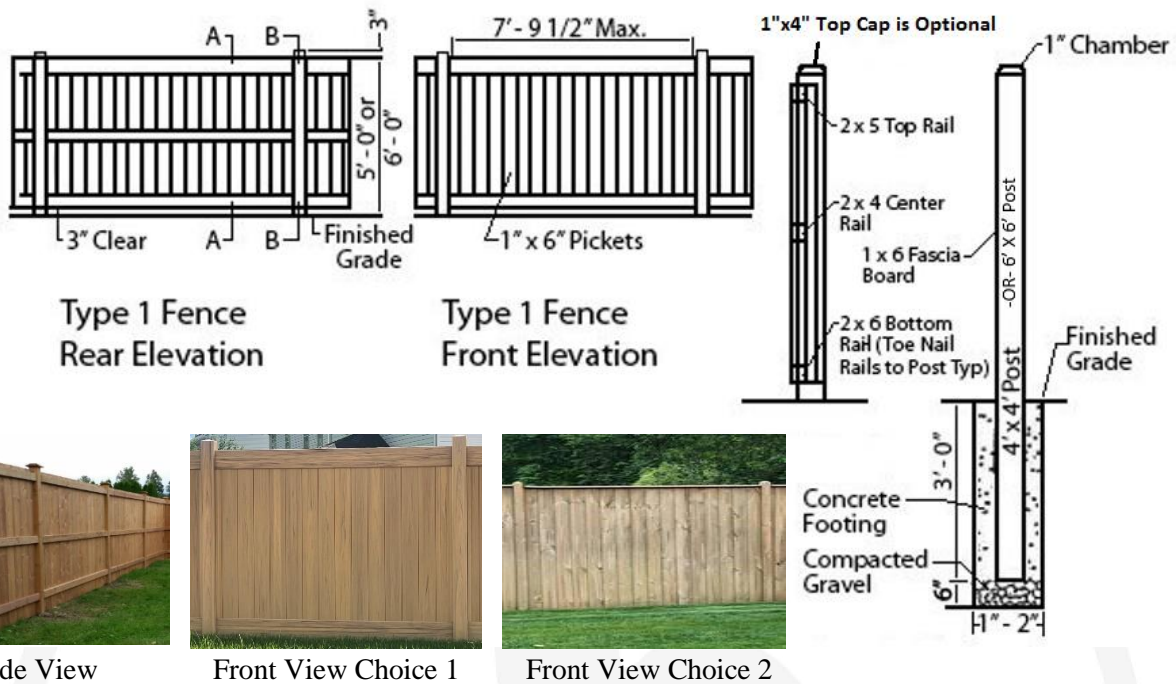 A
B
3"
7' - 9 1/2" Max.
1"x4" Top Cap is Optional
1" Chamber
5' - 0" or
6' - 0"
2 x 5 Top Rail
2 x 4 Center
Rail
1 x 6 Fascia
Board
-OR- 6' X 6' Post
4' x 4' Post
2 x 6 Bottom
Rail (Toe Nail
Rails to Post Typ)
Finished
Grade
3" Clear
A
B
Finished
Grade
1" x 6" Pickets
Type 1 Fence
Rear Elevation
Type 1 Fence
Front Elevation
3' - 0"
Concrete
Footing
Compacted
Gravel
6"
1" - 2"
de View
Front View Choice 1
Front View Choice 2